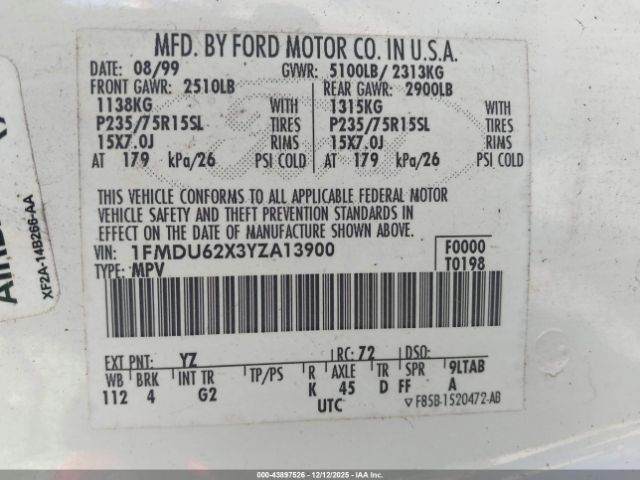 MFD. BY FORD MOTOR CO. IN U.S.A.
DATE: 08/99 GVWR: 5100LB/ 2313KG
FRONT GAWR: 2510LB REAR GAWR: 2900LB
1138KG WITH 1315KG WITH
P235/75R15SL TIRES P235/75R15SL TIRES
15X7.0J RIMS 15X7.0J RIMS
AT 179 kPa/26 PSI COLD AT 179 kPa/26 PSI COLD
THIS VEHICLE CONFORMS TO ALL APPLICABLE FEDERAL MOTOR
VEHICLE SAFETY AND THEFT PREVENTION STANDARDS IN
EFFECT ON THE DATE OF MANUFACTURE SHOWN ABOVE.
VIN: 1FMDU62X3YZA13900 F0000
TYPE: MPV T0198
EXT PNT: YZ RC: 72 DSO:
WB BRK INT TR TP/PS R AXLE TR SPR 9LTAB
112 4 G2 K 45 D FF A
UTC ▽ F85B-1520472-AB
XF2A-14B266-AA
000-43897526 - 12/12/2025 - IAAI.COM